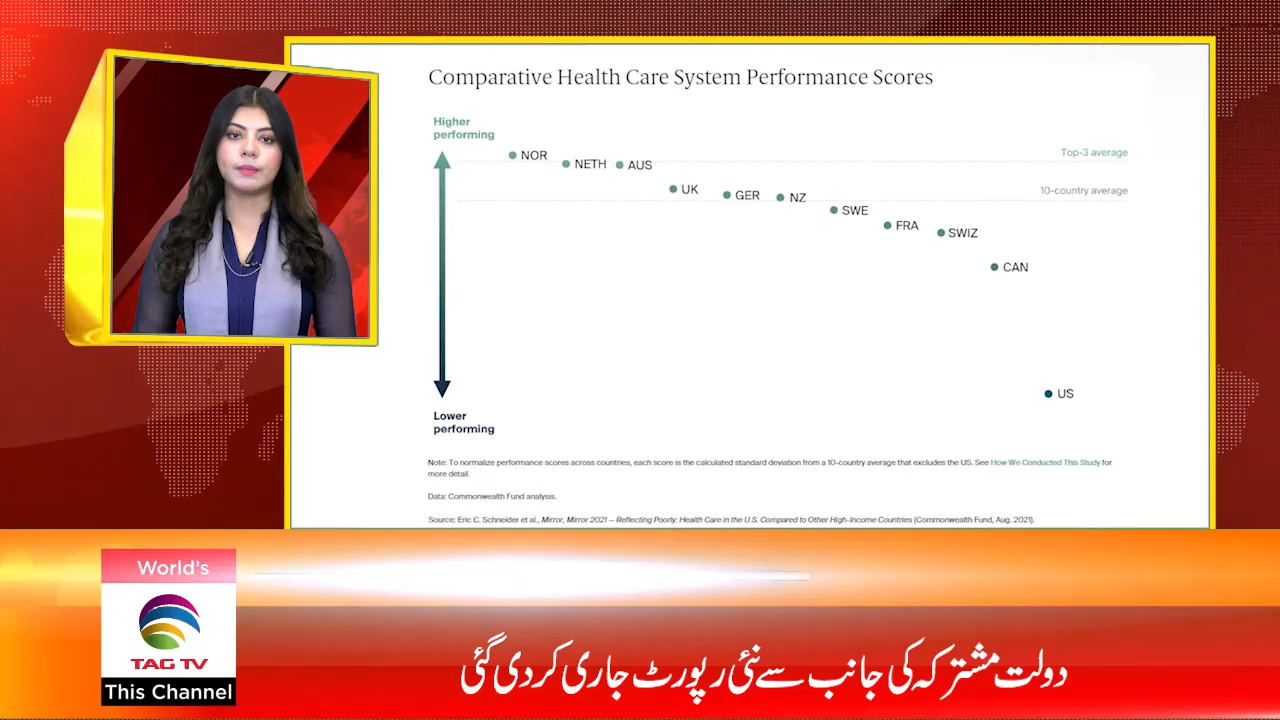 Comparative Health Care System Performance Scores
Higher
performing
NOR
NETH
AUS
Top-3 average
UK
GER
NZ
10-country average
SWE
FRA
SWIZ
CAN
US
Lower
performing
Note: To normalize performance scores across countries, each score is the calculated standard deviation from a 10-country average that excludes the US. See How We Conducted This Study for
more detail.
Data: Commonwealth Fund analysis.
Source: Eric C. Schneider et al., Mirror, Mirror 2021 — Reflecting Poorly: Health Care in the U.S. Compared to Other High-Income Countries (Commonwealth Fund, Aug. 2021).
World's
TAG TV
This Channel
دولت مشترکہ کی جانب سے نئی رپورٹ جاری کر دی گئی